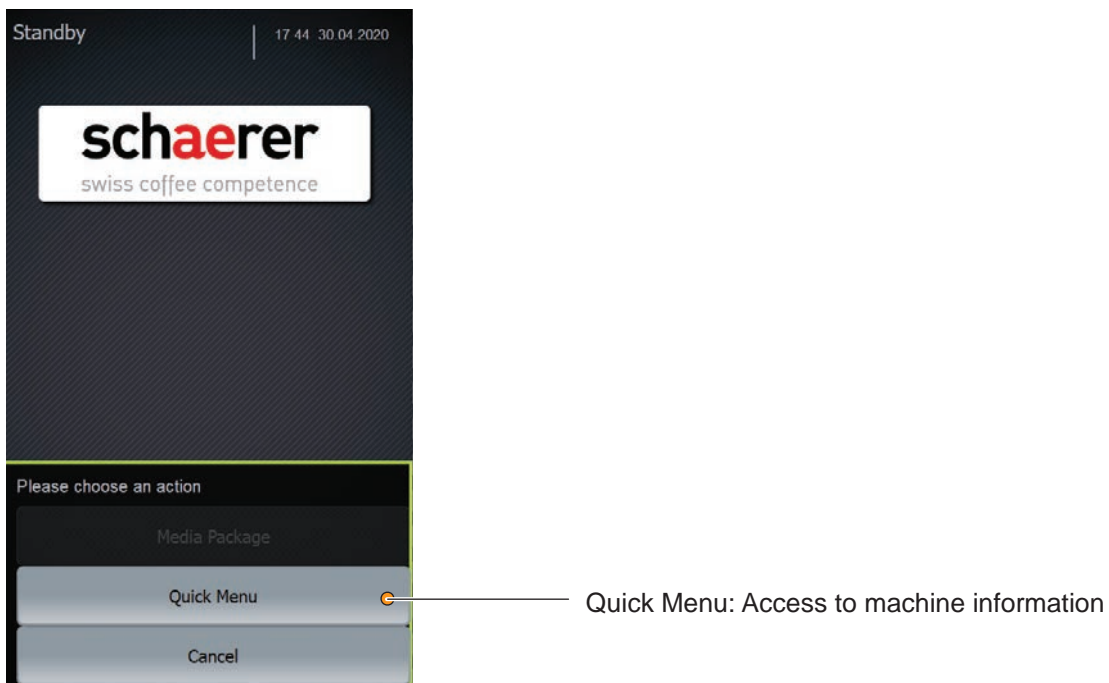 Standby
17 44 30.04.2020
schaerer
swiss coffee competence
Please choose an action
Media Package
Quick Menu
Quick Menu: Access to machine information
Cancel